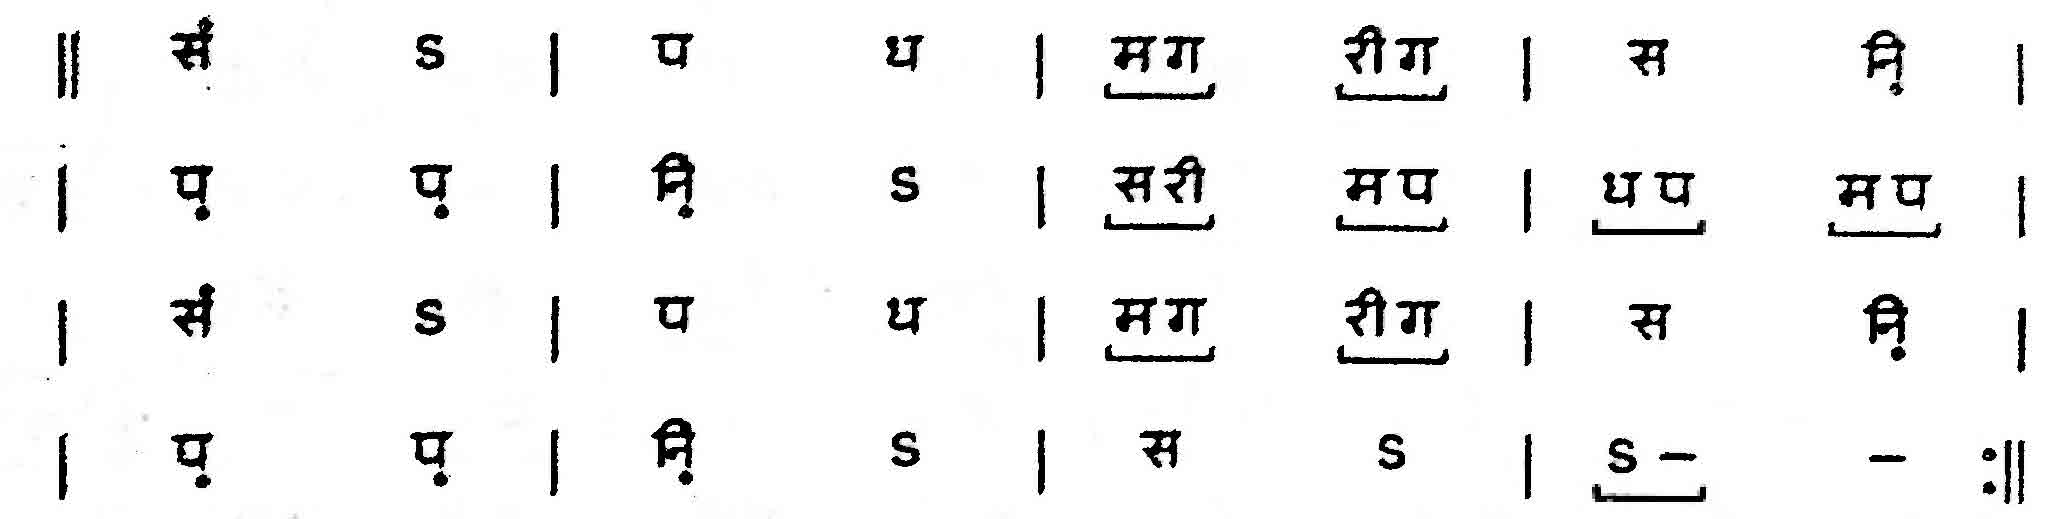 ‖ सं ऽ | प ध | मग रीग | स नि़ |
| प़ प़ | नि़ ऽ | सरी मप | धप मप |
| सं ऽ | प ध | मग रीग | स नि़ |
| प़ प़ | नि़ ऽ | स ऽ | ऽ– – :‖